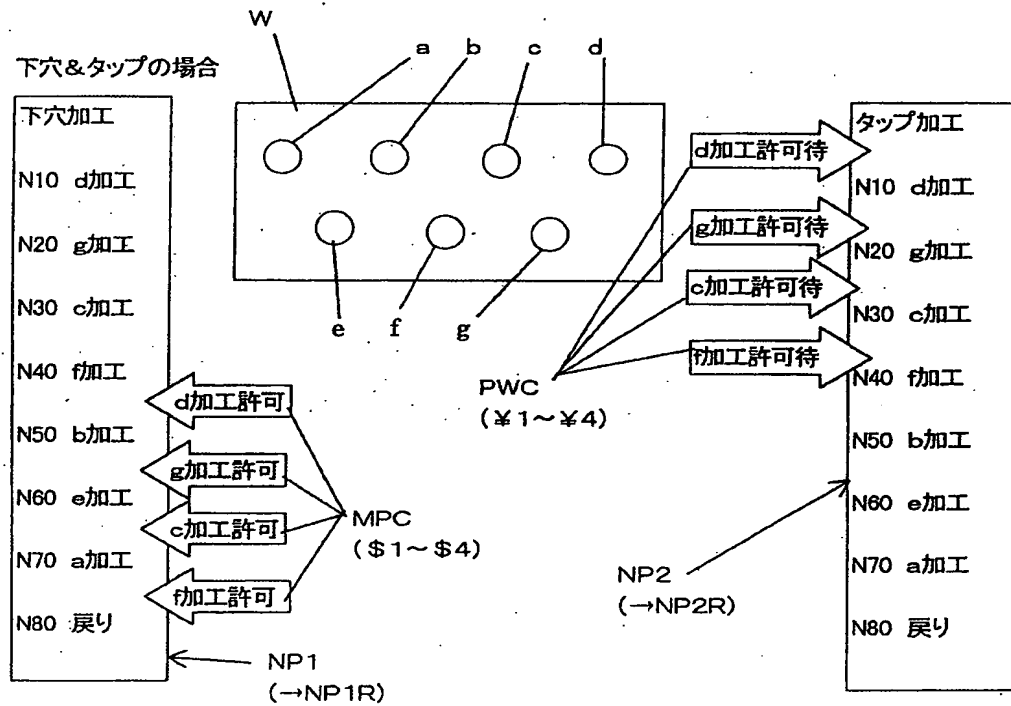 W
a b c d
下穴&タップの場合
下穴加工
N10 d加工
N20 g加工
N30 c加工
N40 f加工
N50 b加工
N60 e加工
N70 a加工
N80 戻り
d加工許可
g加工許可
c加工許可
f加工許可
MPC
($1~$4)
NP1
(→NP1R)
e f g
PWC
(¥1~¥4)
d加工許可待
g加工許可待
c加工許可待
f加工許可待
NP2
(→NP2R)
タップ加工
N10 d加工
N20 g加工
N30 c加工
N40 f加工
N50 b加工
N60 e加工
N70 a加工
N80 戻り